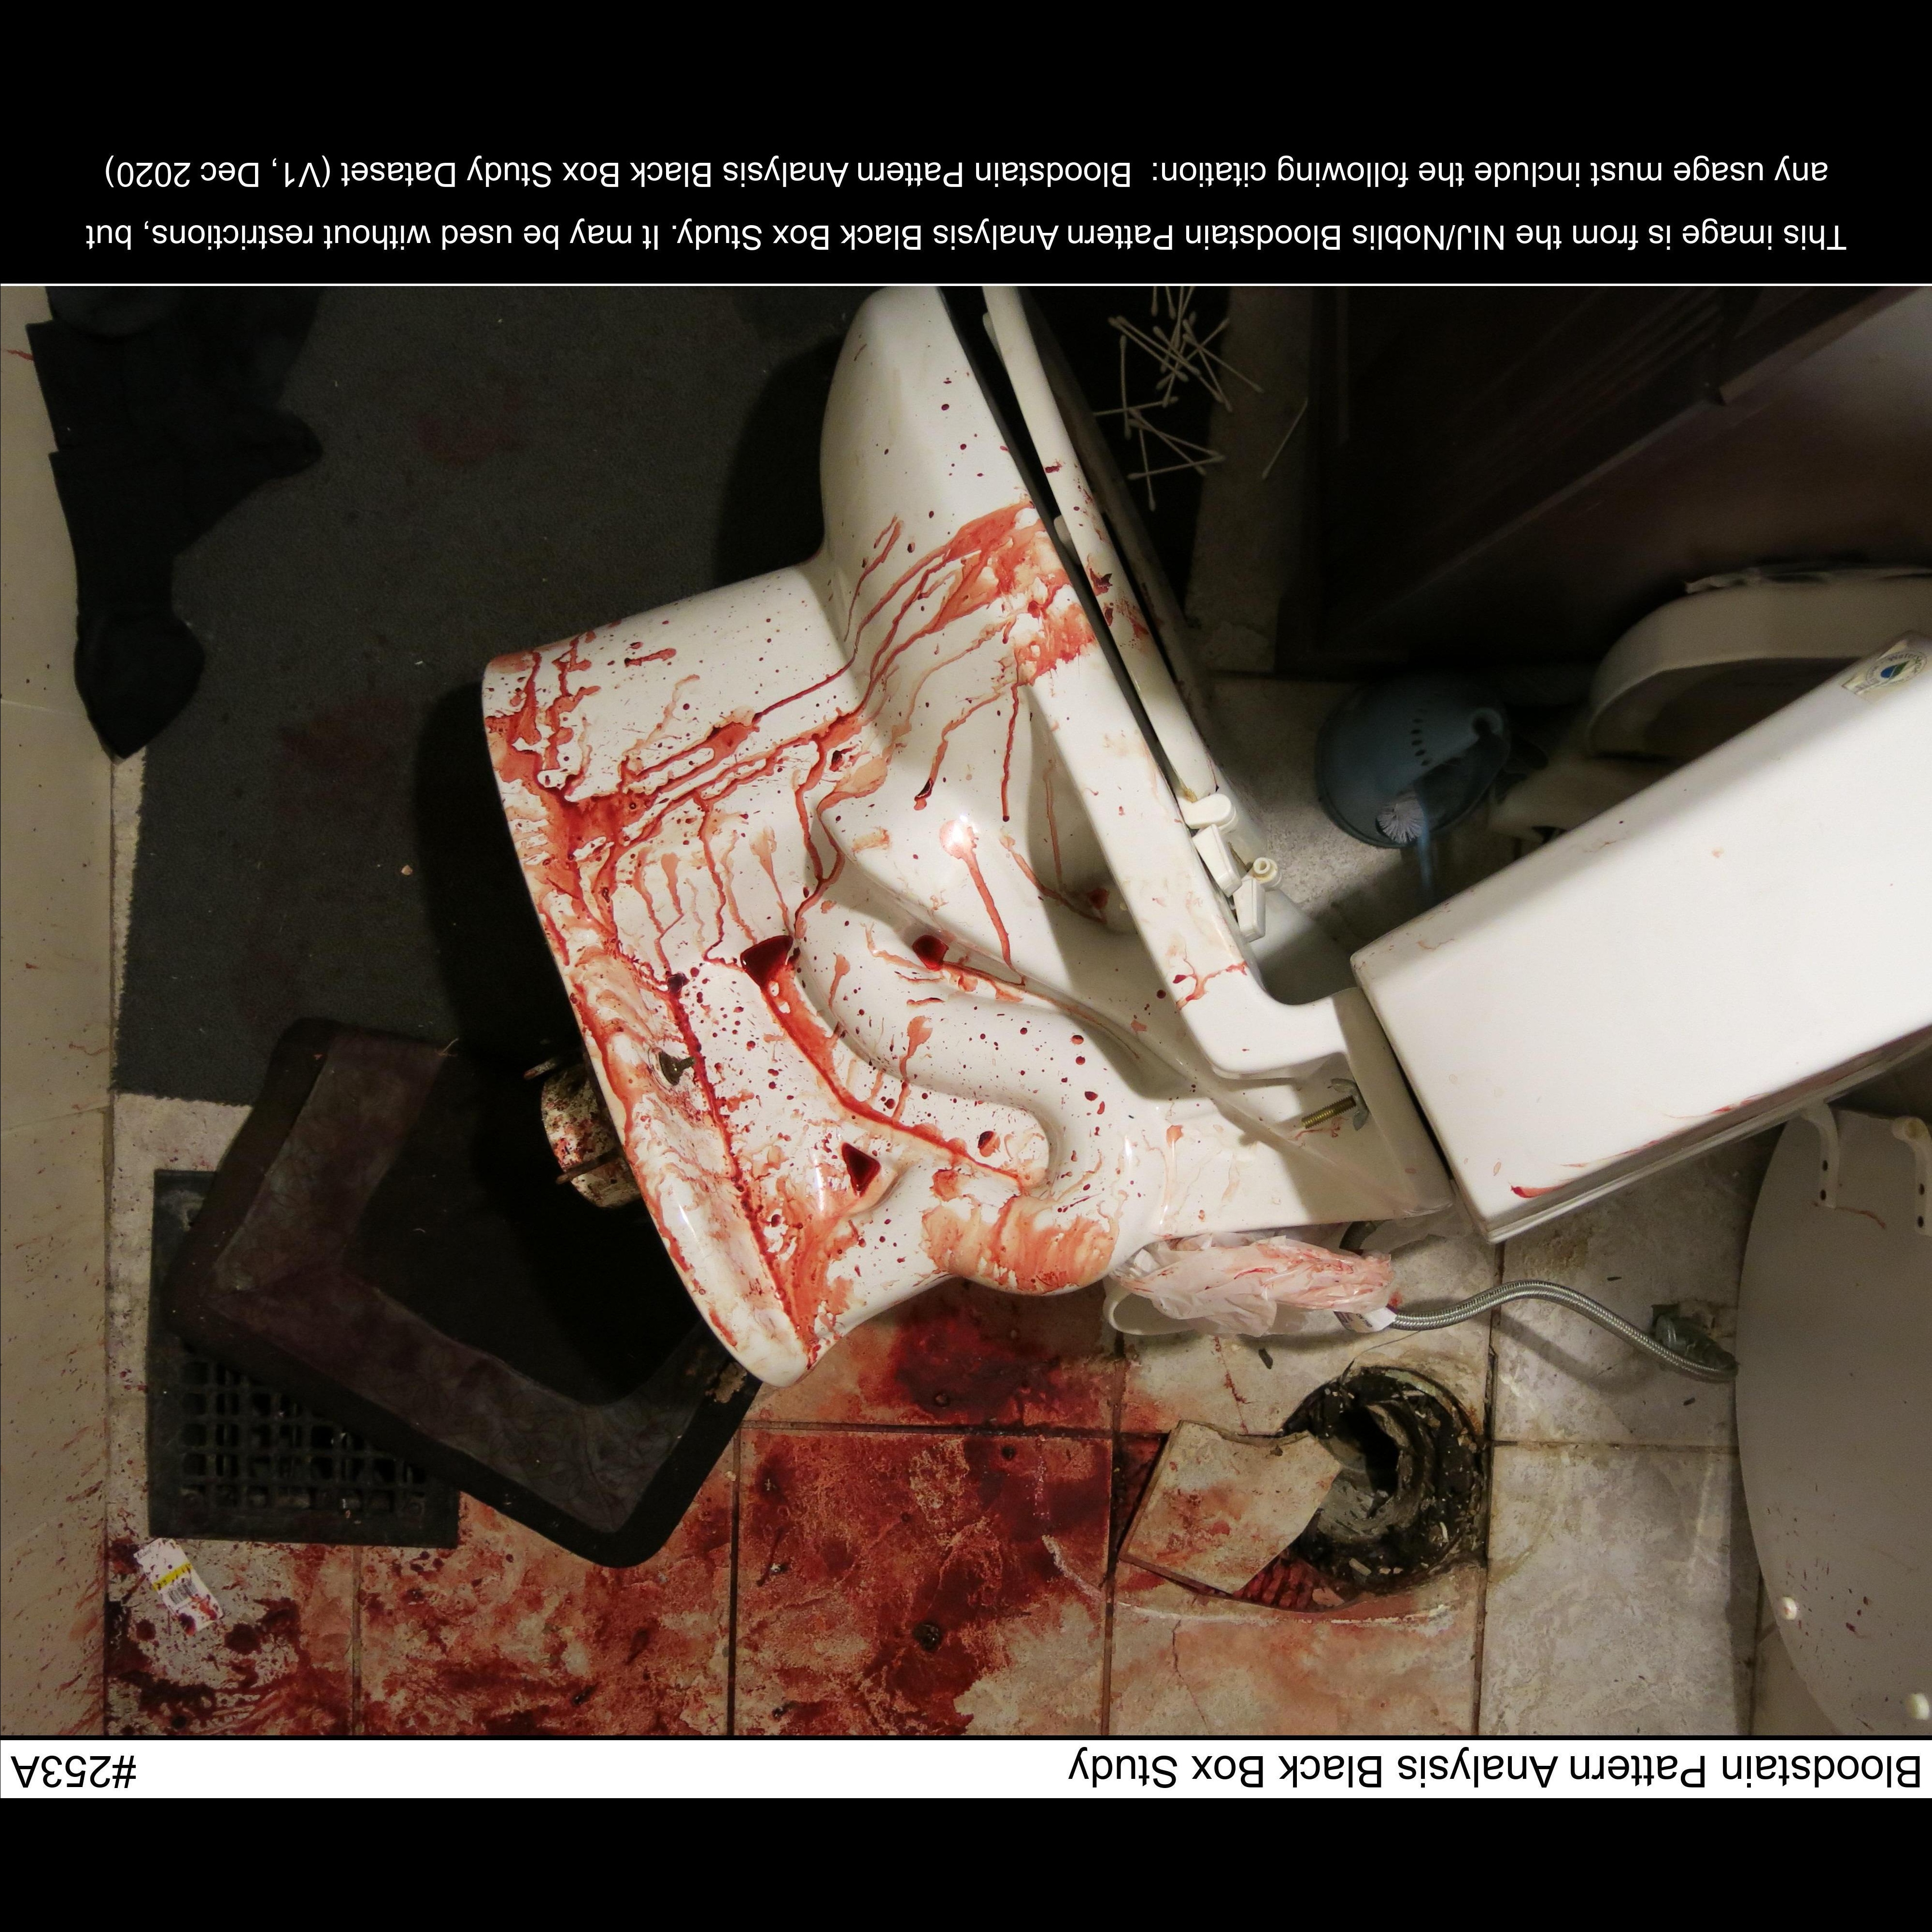 Bloodstain Pattern Analysis Black Box Study #253A
This image is from the NIJ/Noblis Bloodstain Pattern Analysis Black Box Study. It may be used without restrictions, but
any usage must include the following citation:  Bloodstain Pattern Analysis Black Box Study Dataset (V1, Dec 2020)